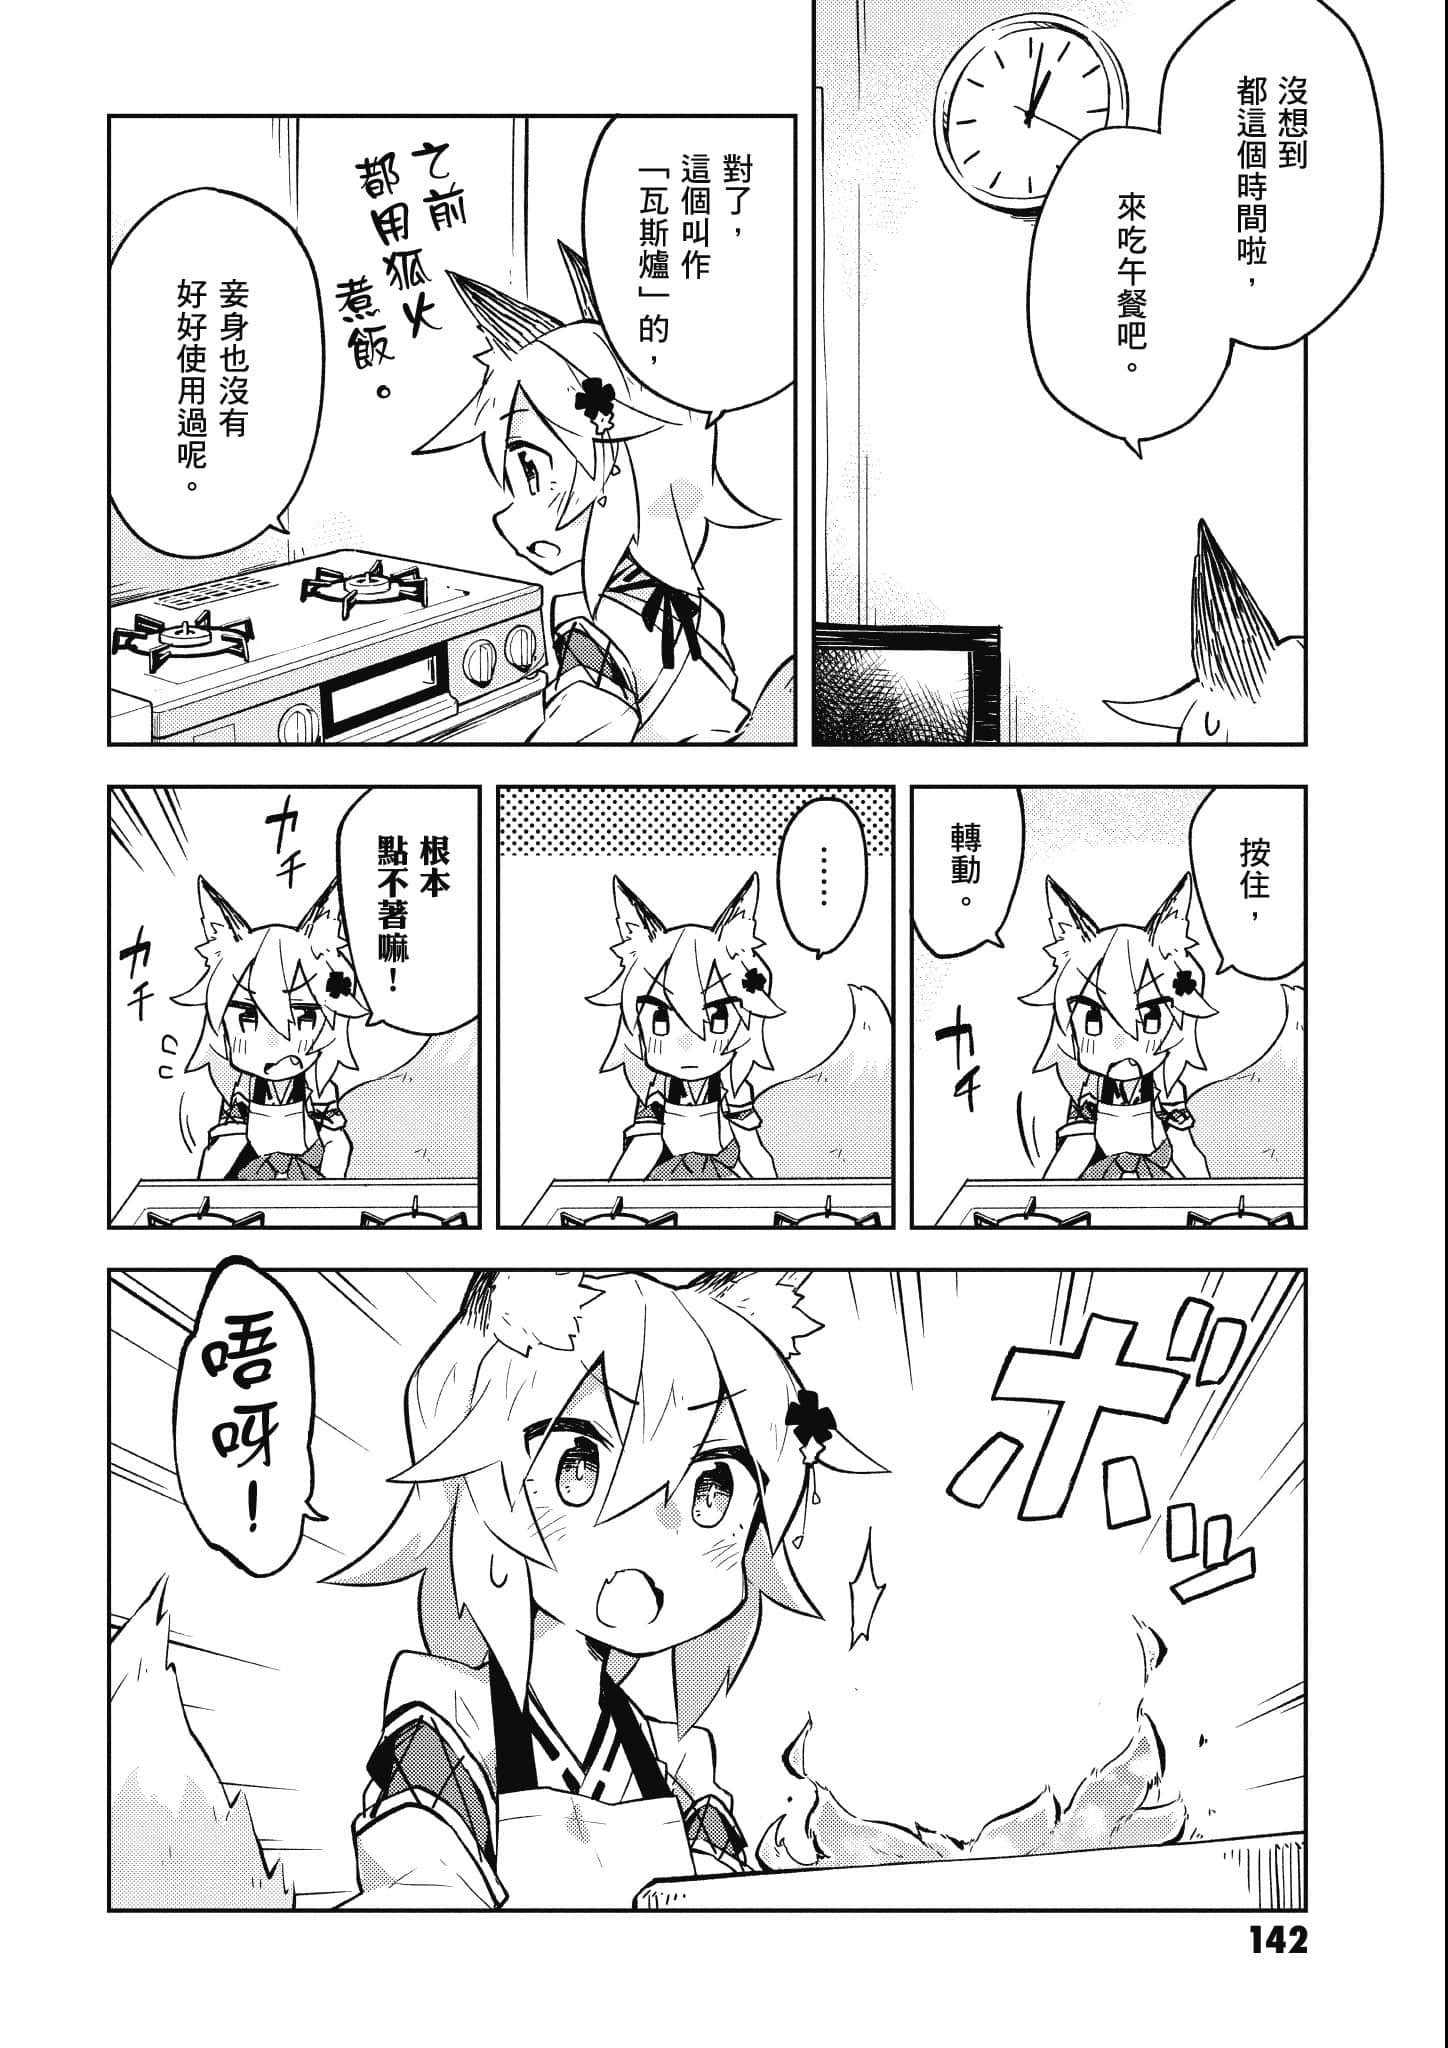 沒想到
都這個時間啦，
來吃午餐吧。
對了，
這個叫作
「瓦斯爐」的，
之前
都用狐火
煮飯。
妾身也沒有
好好使用過呢。
按住，
轉動。
カチ
……
根本
點不著嘛！
カチ
カチ
ボッ
唔呀！
142